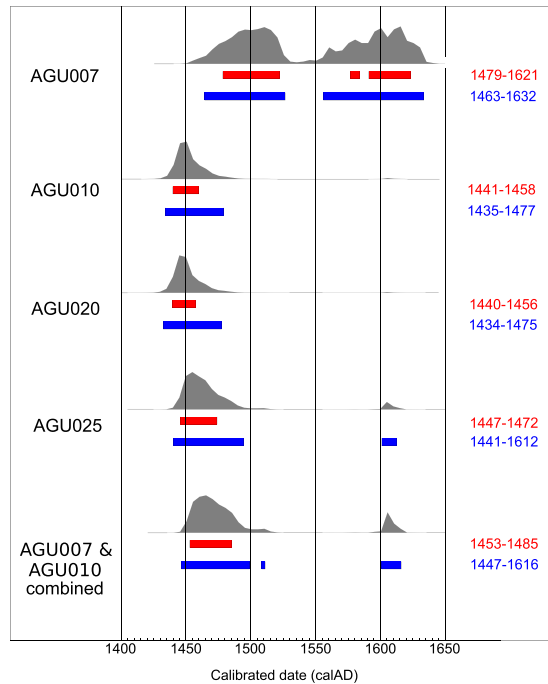 AGU007
1479-1621
1463-1632
AGU010
1441-1458
1435-1477
AGU020
1440-1456
1434-1475
AGU025
1447-1472
1441-1612
AGU007 &
AGU010
combined
1453-1485
1447-1616
1400 1450 1500 1550 1600 1650
Calibrated date (calAD)